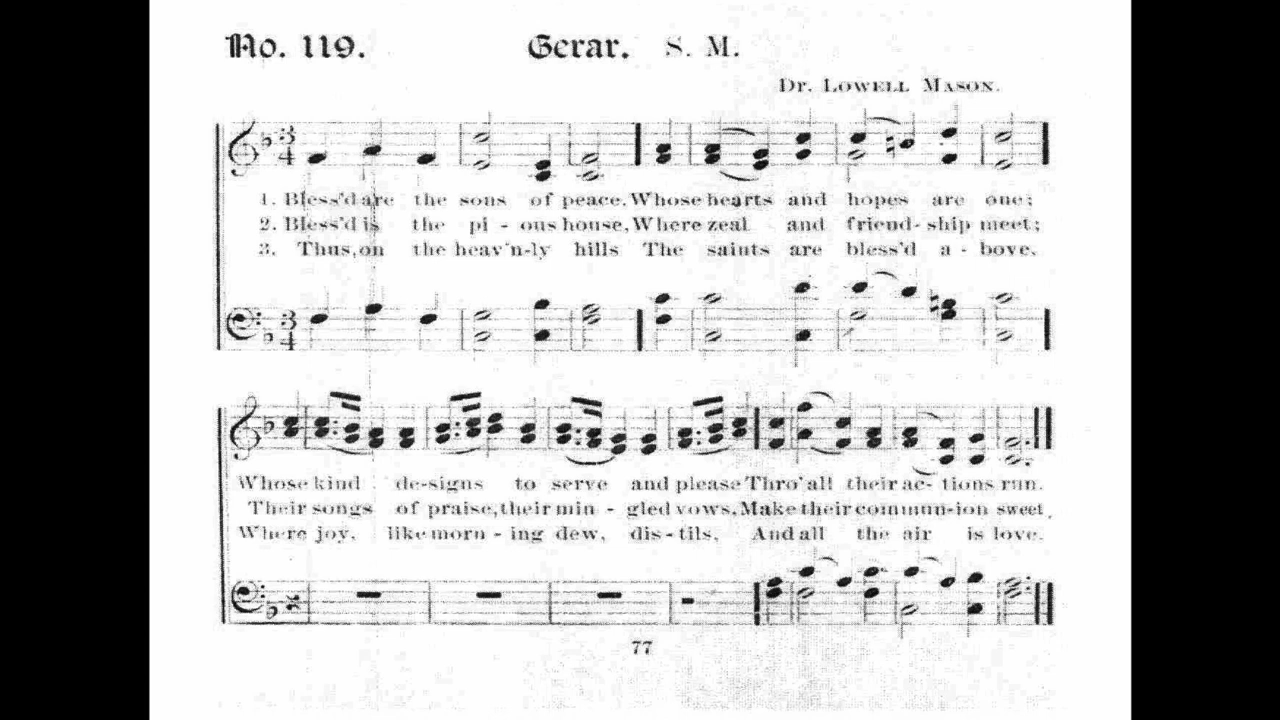 No. 119. Gerar. S. M.
Dr. Lowell Mason.
3 4
1. Bless'd are the sons of peace, Whose hearts and hopes are one;
2. Bless'd is the pi - ous house, Where zeal and friend- ship meet;
3. Thus, on the heav'n-ly hills The saints are bless'd a - bove,
3 4
Whose kind de-signs to serve and please Thro' all their ac- tions run.
Their songs of praise, their min - gled vows, Make their commun-ion sweet.
Where joy, like morn - ing dew, dis-tils, And all the air is love.
77